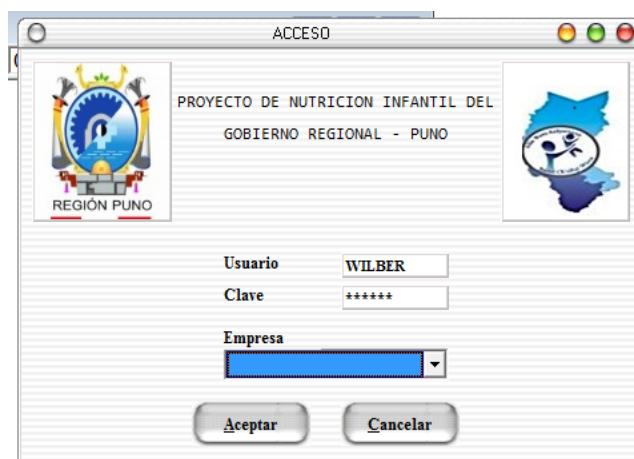 ACCESO
PROYECTO DE NUTRICION INFANTIL DEL
GOBIERNO REGIONAL - PUNO
REGIÓN PUNO
Usuario
WILBER
Clave
******
Empresa
Aceptar
Cancelar